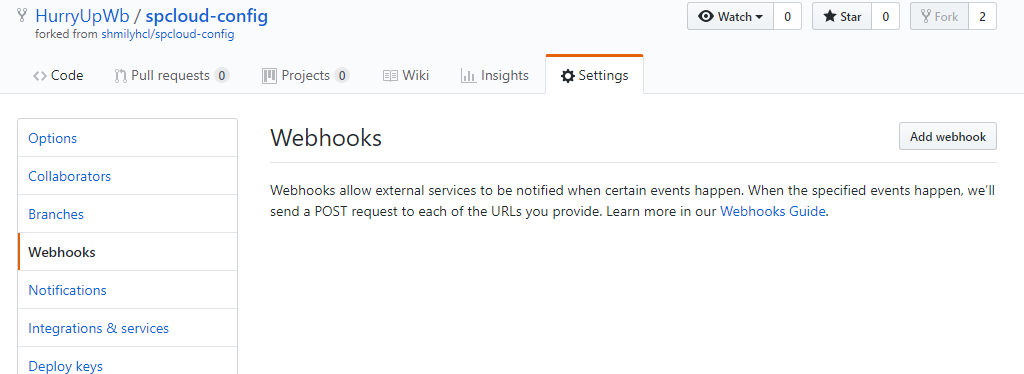 HurryUpWb / spcloud-config
forked from shmilyhcl/spcloud-config
Watch 0 Star 0 Fork 2
Code Pull requests 0 Projects 0 Wiki Insights Settings
Options
Collaborators
Branches
Webhooks
Notifications
Integrations & services
Deploy keys
Webhooks
Add webhook
Webhooks allow external services to be notified when certain events happen. When the specified events happen, we'll
send a POST request to each of the URLs you provide. Learn more in our Webhooks Guide.